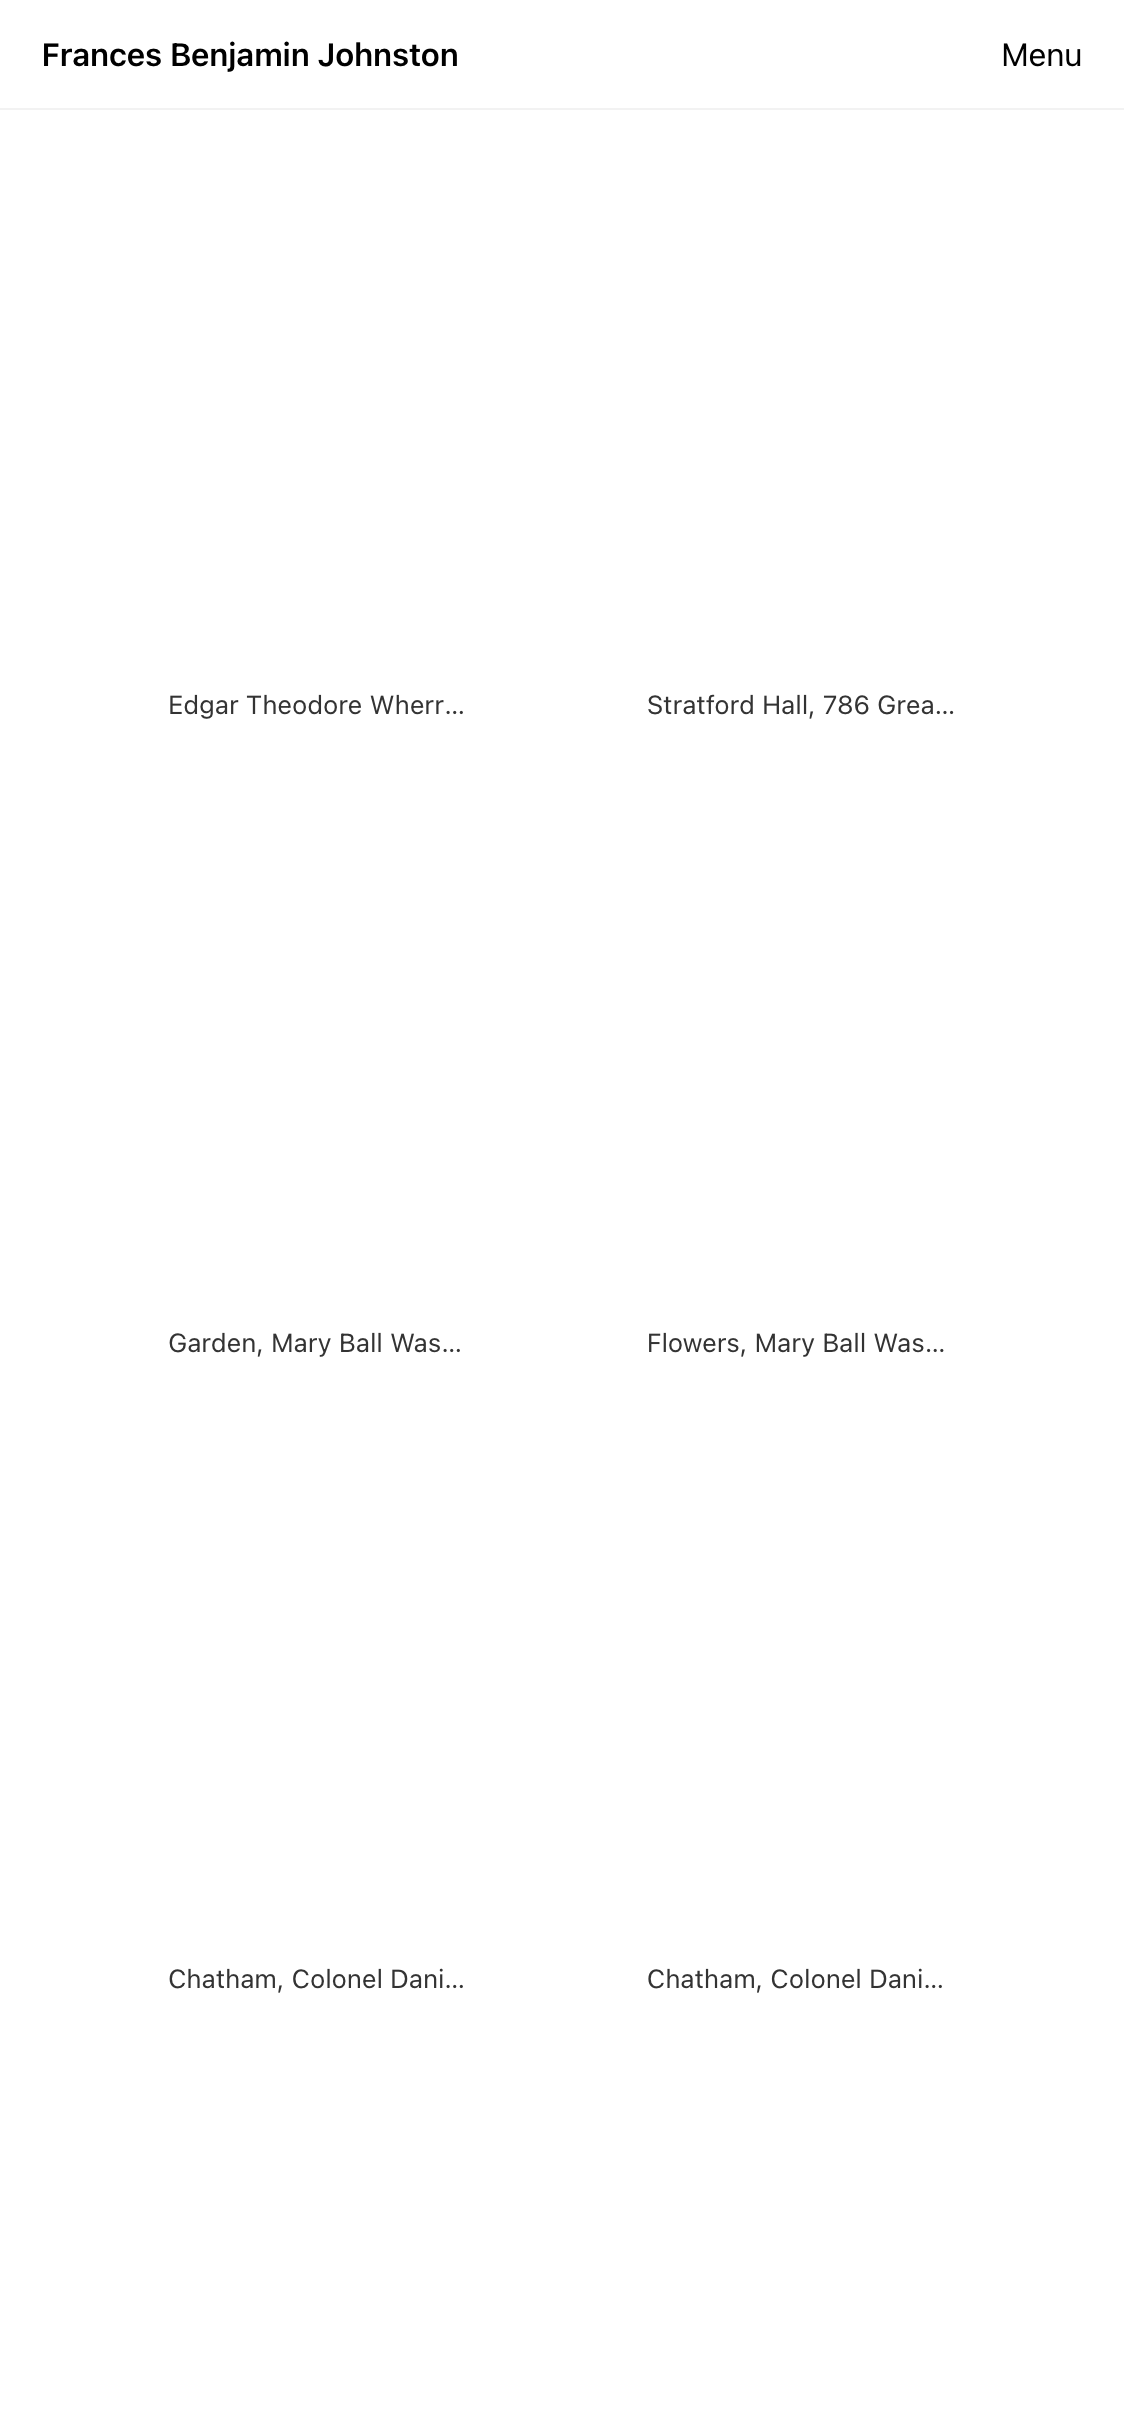 Frances Benjamin Johnston
Menu
Edgar Theodore Wherr...
Stratford Hall, 786 Grea...
Garden, Mary Ball Was...
Flowers, Mary Ball Was...
Chatham, Colonel Dani...
Chatham, Colonel Dani...